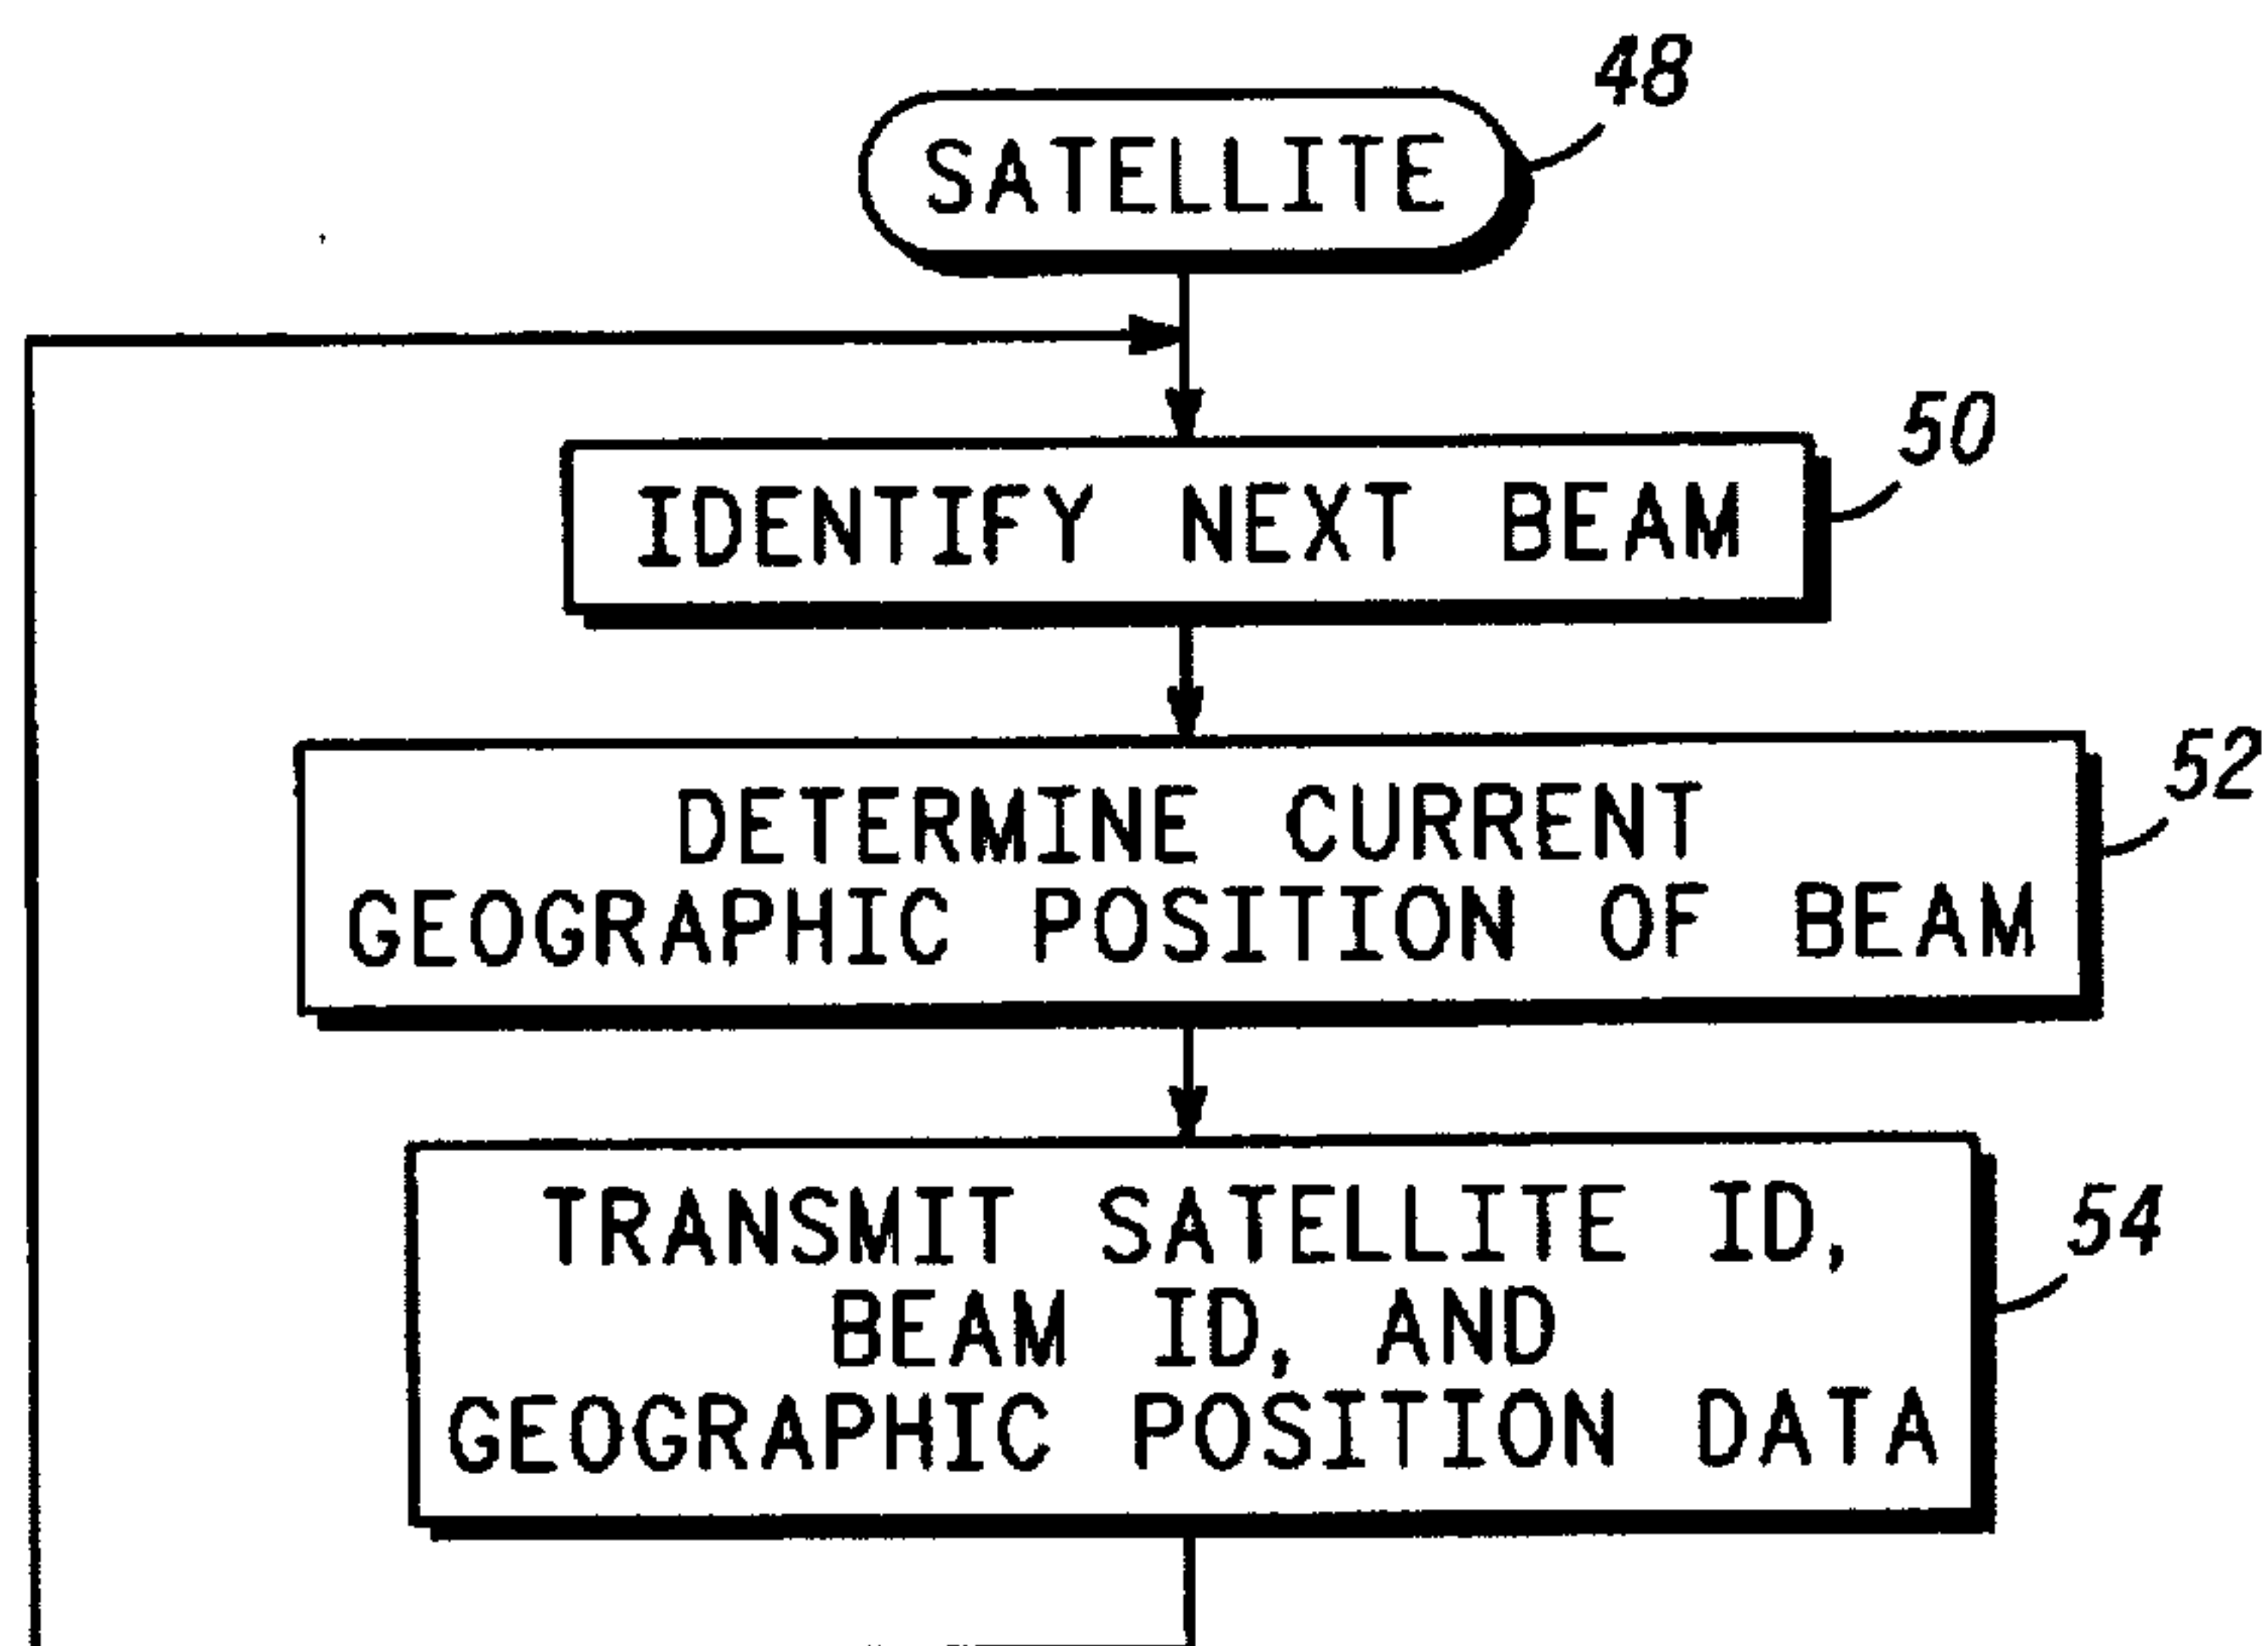 48
SATELLITE
50
IDENTIFY NEXT BEAM
52
DETERMINE CURRENT
GEOGRAPHIC POSITION OF BEAM
54
TRANSMIT SATELLITE ID,
BEAM ID, AND
GEOGRAPHIC POSITION DATA